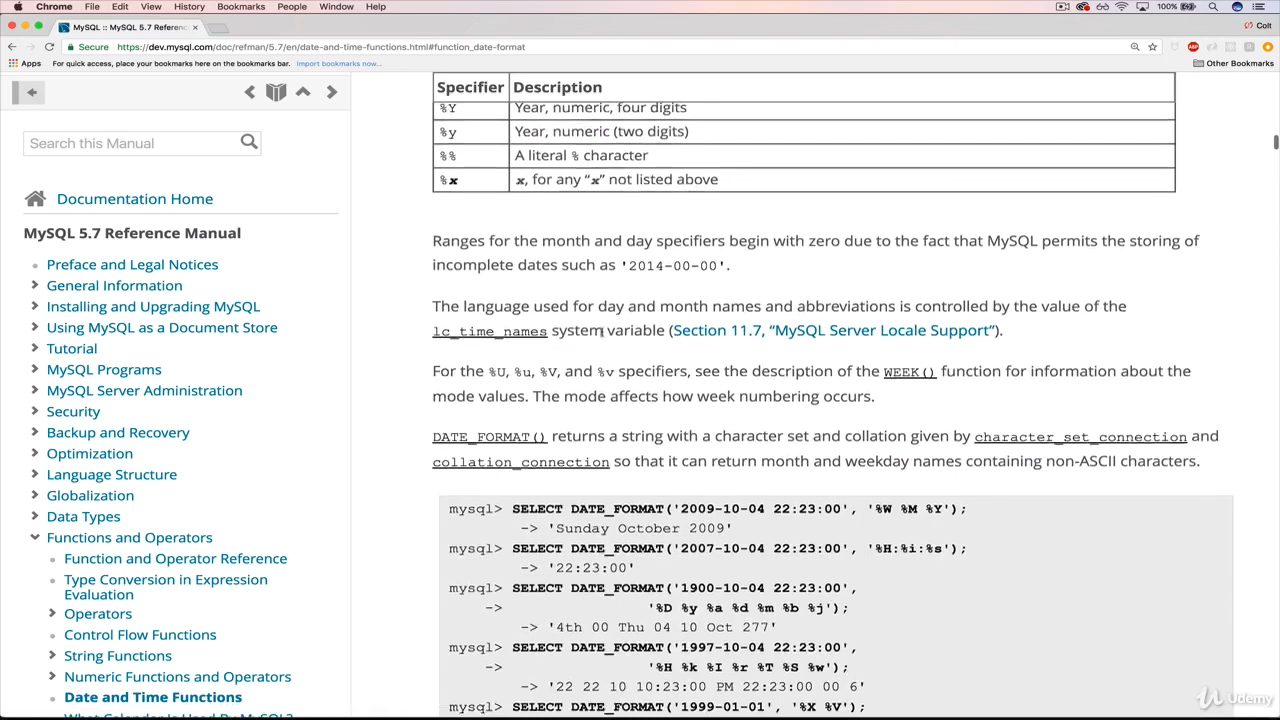 Chrome File Edit View History Bookmarks People Window Help 100%
MySQL :: MySQL 5.7 Referenc Colt
Secure https://dev.mysql.com/doc/refman/5.7/en/date-and-time-functions.html#function_date-format
Apps For quick access, place your bookmarks here on the bookmarks bar. Import bookmarks now... Other Bookmarks
Search this Manual
Documentation Home
MySQL 5.7 Reference Manual
Preface and Legal Notices
General Information
Installing and Upgrading MySQL
Using MySQL as a Document Store
Tutorial
MySQL Programs
MySQL Server Administration
Security
Backup and Recovery
Optimization
Language Structure
Globalization
Data Types
Functions and Operators
Function and Operator Reference
Type Conversion in Expression
Evaluation
Operators
Control Flow Functions
String Functions
Numeric Functions and Operators
Date and Time Functions
What Calendar Is Used By MySQL?
Specifier Description
%Y Year, numeric, four digits
%y Year, numeric (two digits)
%% A literal % character
%x x, for any “x” not listed above
Ranges for the month and day specifiers begin with zero due to the fact that MySQL permits the storing of
incomplete dates such as '2014-00-00'.
The language used for day and month names and abbreviations is controlled by the value of the
lc_time_names system variable (Section 11.7, “MySQL Server Locale Support”).
For the %U, %u, %V, and %v specifiers, see the description of the WEEK() function for information about the
mode values. The mode affects how week numbering occurs.
DATE_FORMAT() returns a string with a character set and collation given by character_set_connection and
collation_connection so that it can return month and weekday names containing non-ASCII characters.
mysql> SELECT DATE_FORMAT('2009-10-04 22:23:00', '%W %M %Y');
-> 'Sunday October 2009'
mysql> SELECT DATE_FORMAT('2007-10-04 22:23:00', '%H:%i:%s');
-> '22:23:00'
mysql> SELECT DATE_FORMAT('1900-10-04 22:23:00',
-> '%D %y %a %d %m %b %j');
-> '4th 00 Thu 04 10 Oct 277'
mysql> SELECT DATE_FORMAT('1997-10-04 22:23:00',
-> '%H %k %I %r %T %S %w');
-> '22 22 10 10:23:00 PM 22:23:00 00 6'
mysql> SELECT DATE_FORMAT('1999-01-01', '%X %V');
Udemy